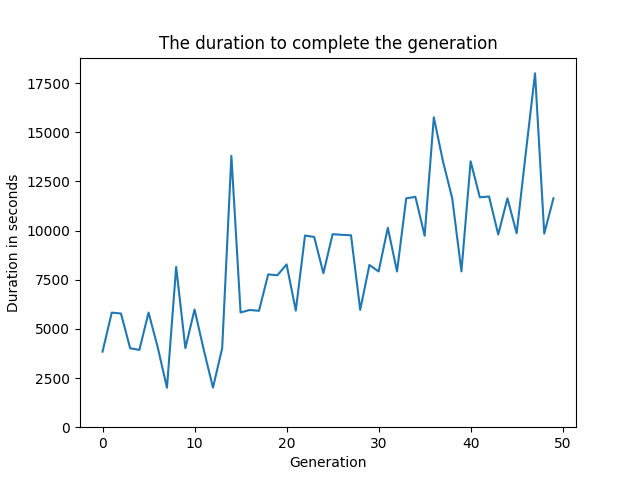 The duration to complete the generation
17500
15000
12500
10000
7500
5000
2500
0
Duration in seconds
0 10 20 30 40 50
Generation